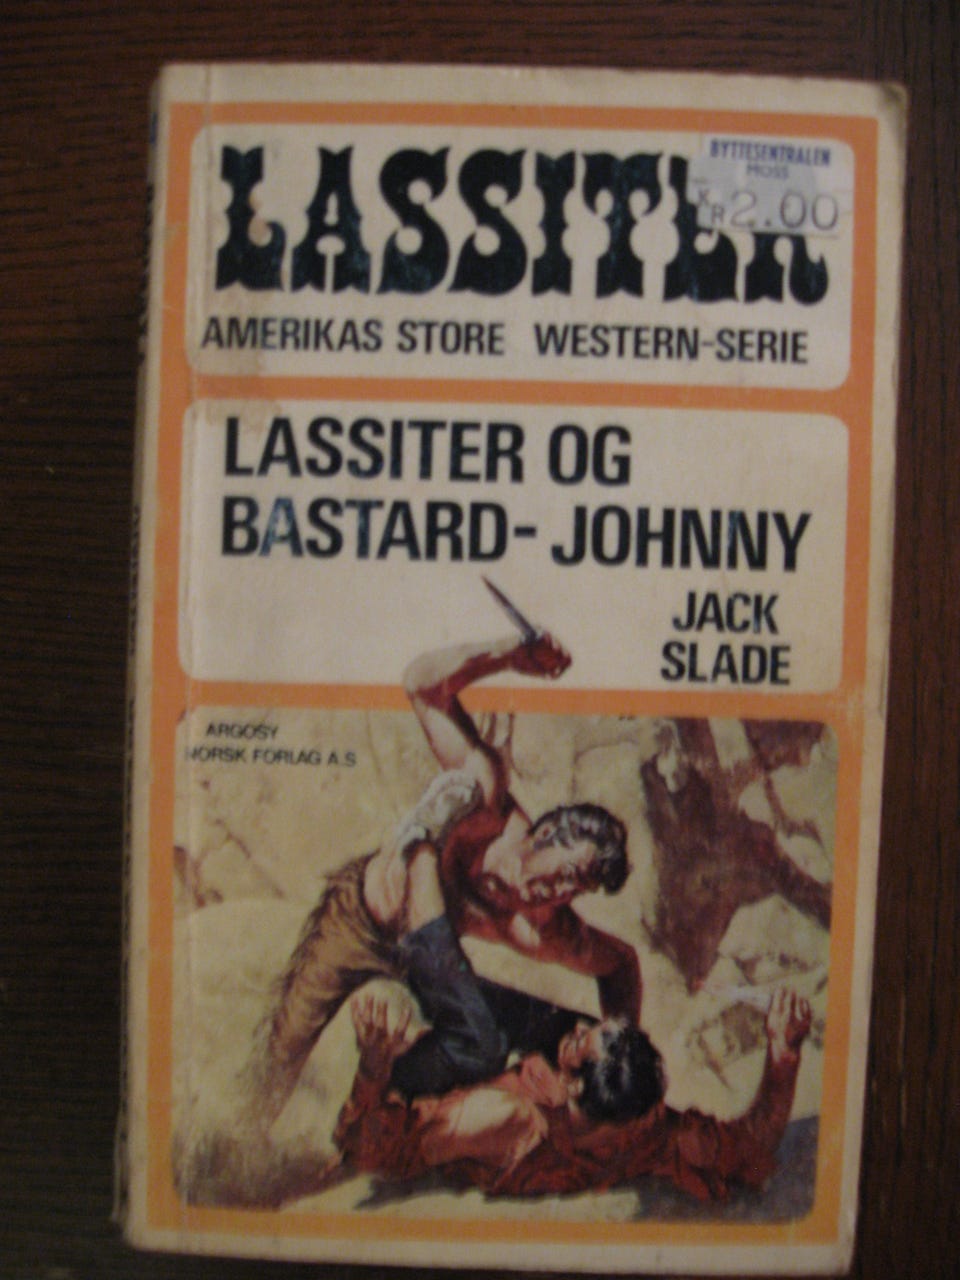 LASSITER
BYTTESENTRALEN
MOSS
KR 2.00
AMERIKAS STORE WESTERN-SERIE
LASSITER OG
BASTARD-JOHNNY
JACK
SLADE
ARGOSY
NORSK FORLAG A.S